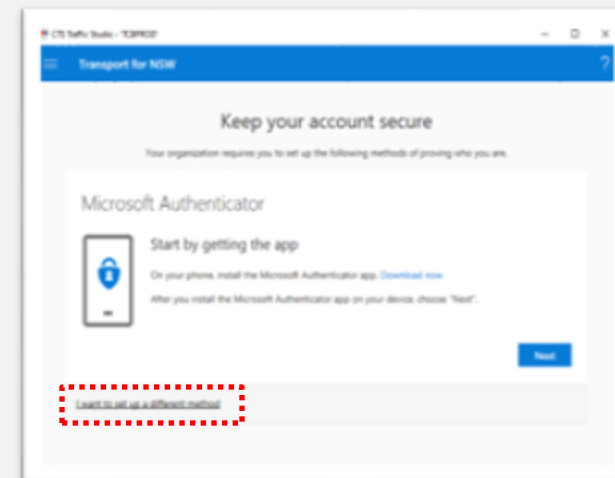 CTS Traffic Studio - "TCBPROD"
Transport for NSW
?
Keep your account secure
Your organization requires you to set up the following methods of proving who you are.
Microsoft Authenticator
Start by getting the app
On your phone, install the Microsoft Authenticator app. Download now
After you install the Microsoft Authenticator app on your device, choose "Next".
Next
I want to set up a different method